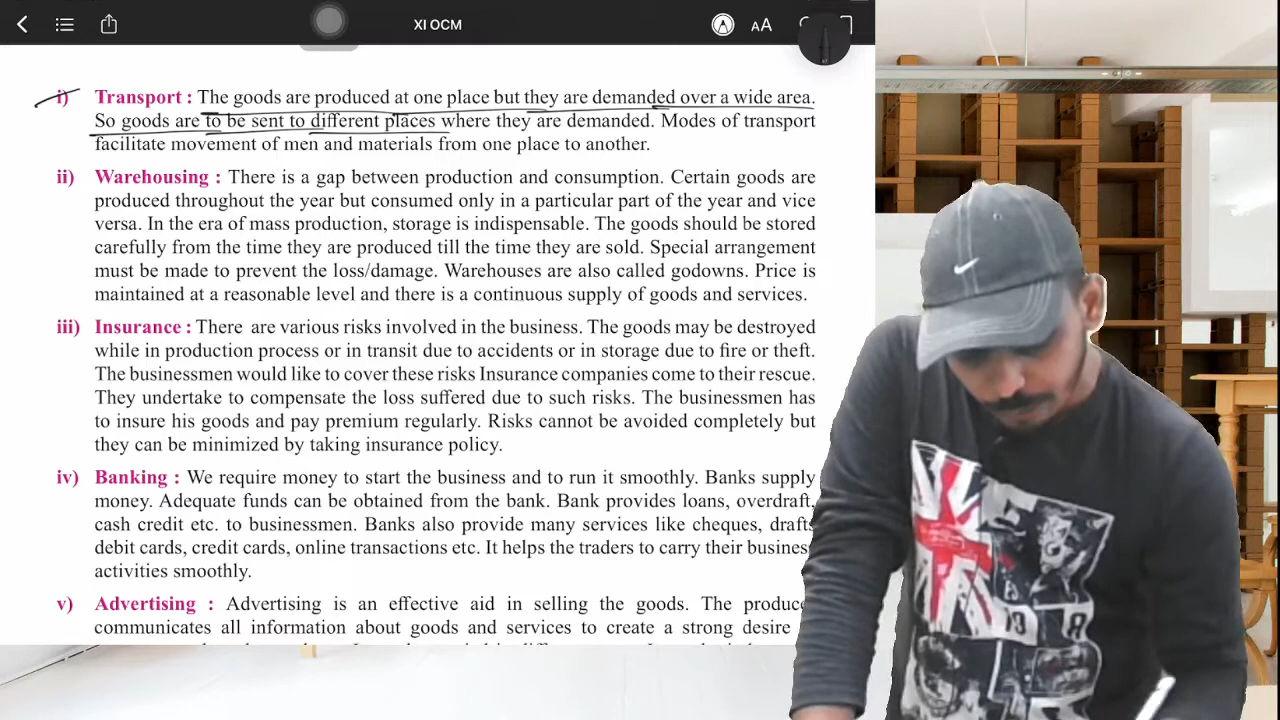 XI OCM
AA
i) Transport : The goods are produced at one place but they are demanded over a wide area.
So goods are to be sent to different places where they are demanded. Modes of transport
facilitate movement of men and materials from one place to another.
ii) Warehousing : There is a gap between production and consumption. Certain goods are
produced throughout the year but consumed only in a particular part of the year and vice
versa. In the era of mass production, storage is indispensable. The goods should be stored
carefully from the time they are produced till the time they are sold. Special arrangement
must be made to prevent the loss/damage. Warehouses are also called godowns. Price is
maintained at a reasonable level and there is a continuous supply of goods and services.
iii) Insurance : There are various risks involved in the business. The goods may be destroyed
while in production process or in transit due to accidents or in storage due to fire or theft.
The businessmen would like to cover these risks Insurance companies come to their rescue.
They undertake to compensate the loss suffered due to such risks. The businessmen has
to insure his goods and pay premium regularly. Risks cannot be avoided completely but
they can be minimized by taking insurance policy.
iv) Banking : We require money to start the business and to run it smoothly. Banks supply
money. Adequate funds can be obtained from the bank. Bank provides loans, overdraft,
cash credit etc. to businessmen. Banks also provide many services like cheques, drafts
debit cards, credit cards, online transactions etc. It helps the traders to carry their business
activities smoothly.
v) Advertising : Advertising is an effective aid in selling the goods. The produce
communicates all information about goods and services to create a strong desire